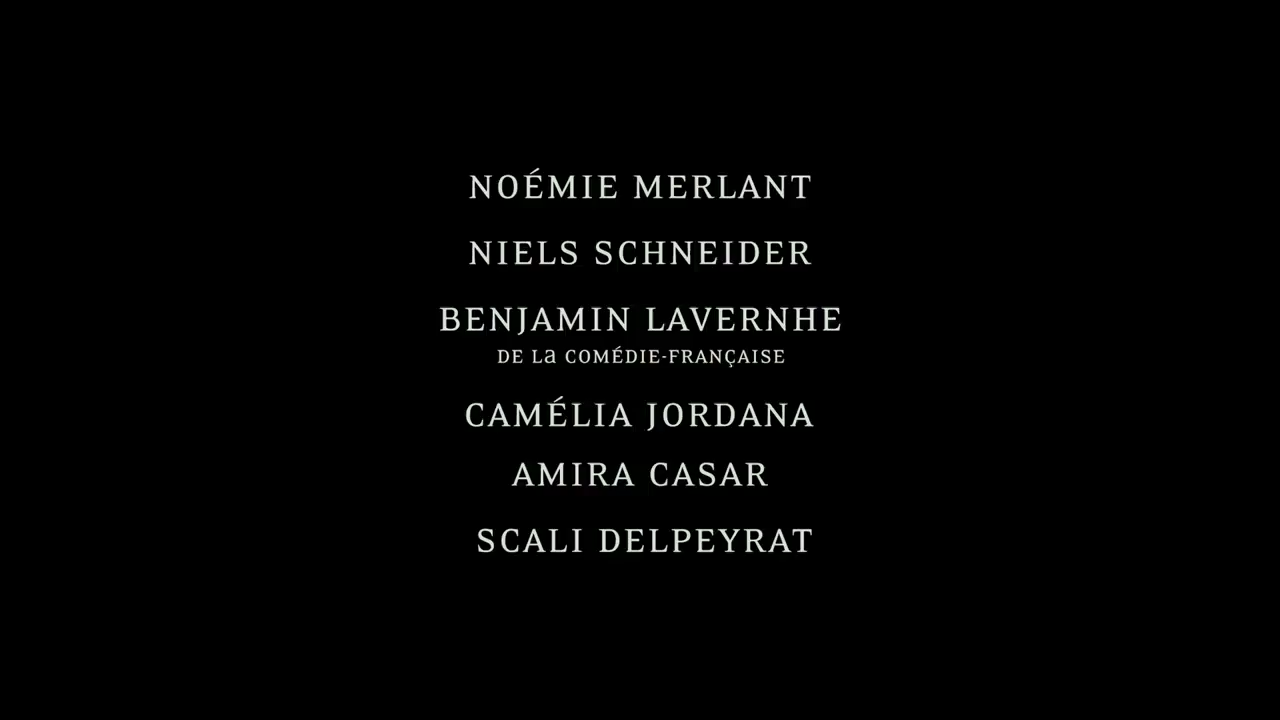 NOÉMIE MERLANT
NIELS SCHNEIDER
BENJAMIN LAVERNHE
DE La COMÉDIE-FRANÇAISE
CAMÉLIA JORDANA
AMIRA CASAR
SCALI DELPEYRAT